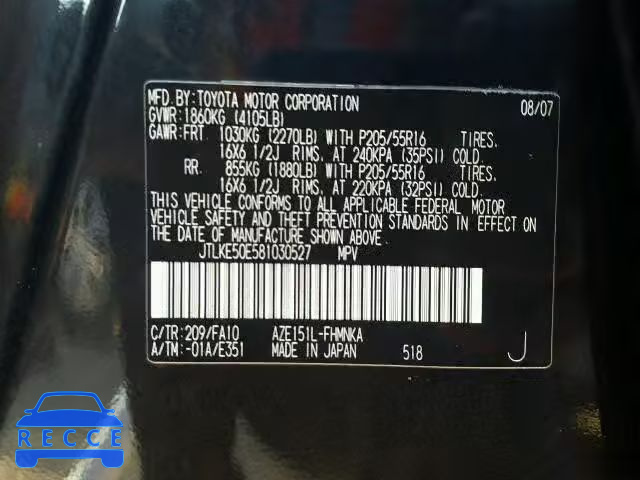 MFD.BY:TOYOTA MOTOR CORPORATION 08/07
GVWR:1860KG (4105LB)
GAWR:FRT 1030KG (2270LB) WITH P205/55R16 TIRES.
16X6 1/2J RIMS, AT 240KPA (35PSI) COLD.
RR. 855KG (1880LB) WITH P205/55R16 TIRES.
16X6 1/2J RIMS, AT 220KPA (32PSI) COLD.
THIS VEHICLE CONFORMS TO ALL APPLICABLE FEDERAL MOTOR
VEHICLE SAFETY AND THEFT PREVENTION STANDARDS IN EFFECT ON
THE DATE OF MANUFACTURE SHOWN ABOVE.
JTLKE50E581030527 MPV
C/TR:209/FA10 AZE151L-FHMNKA
A/TM:-01A/E351 MADE IN JAPAN 518 J
RECCE